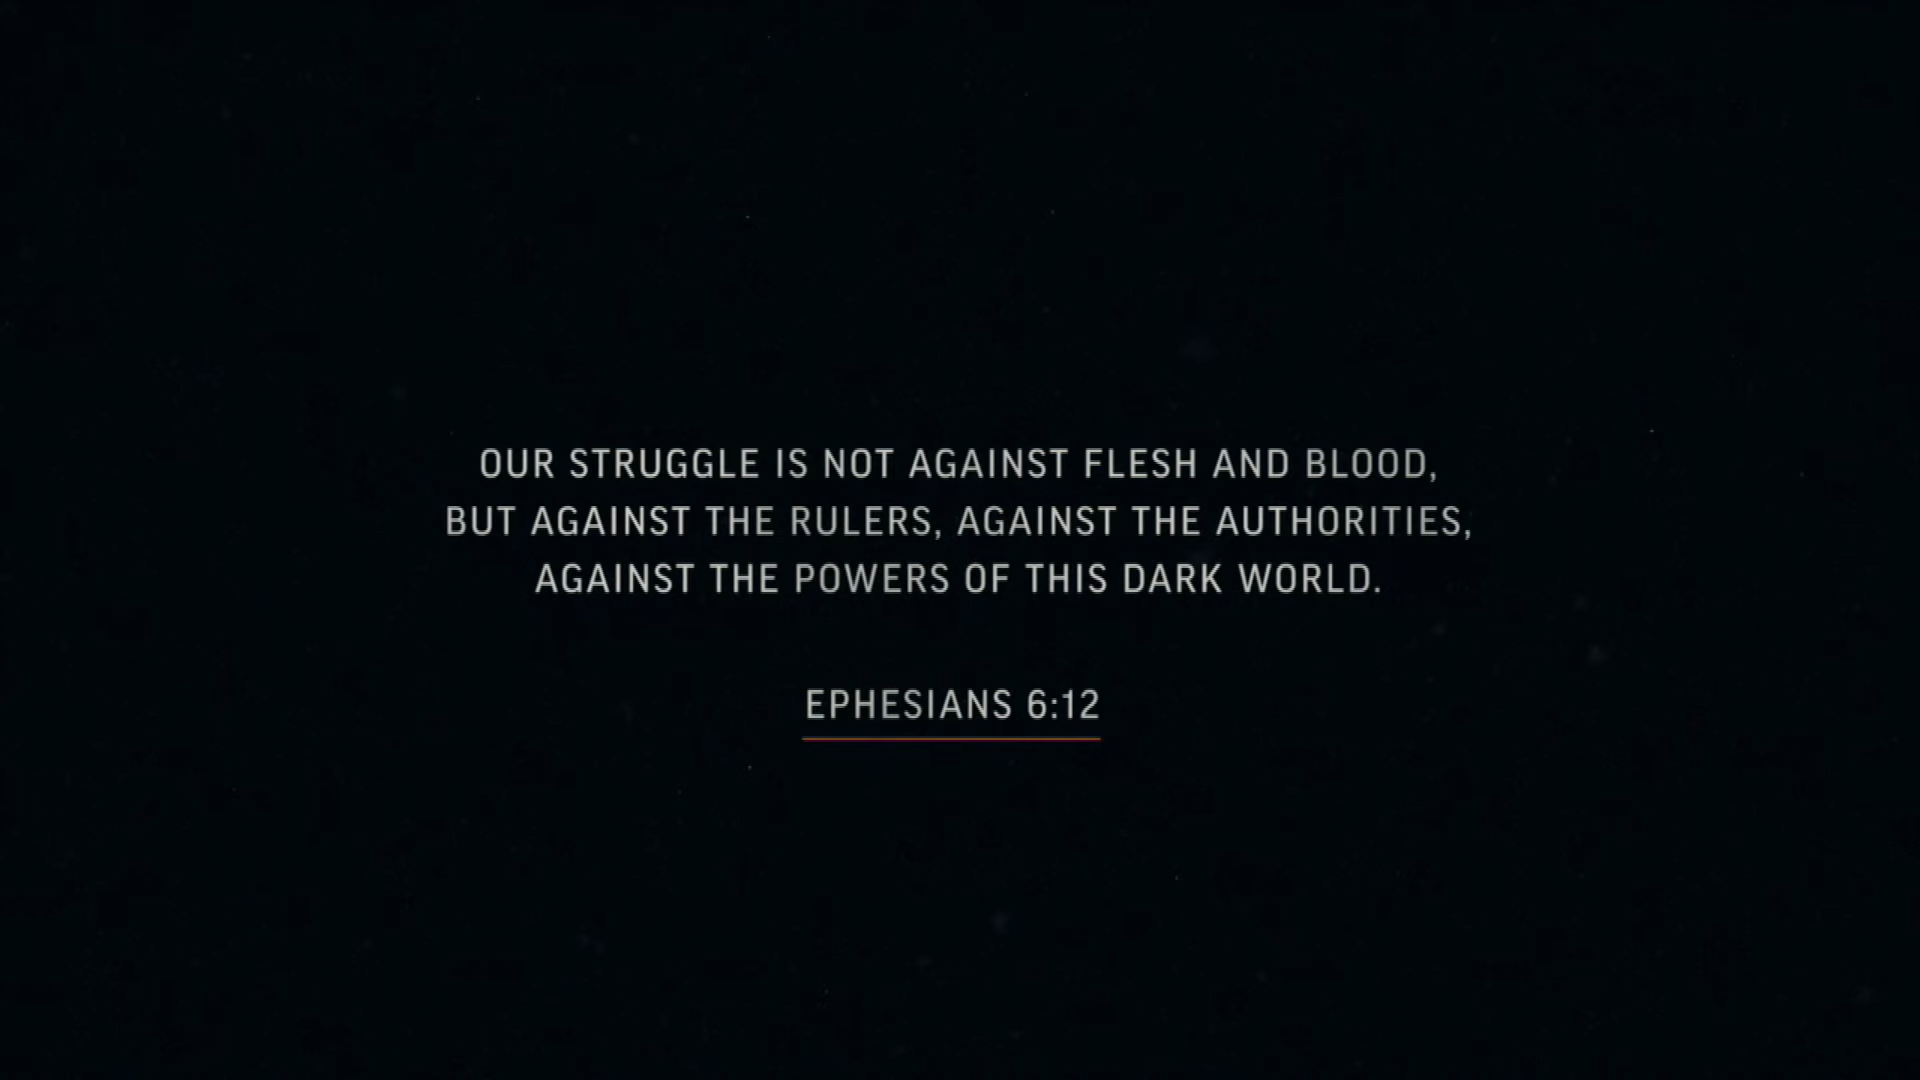 OUR STRUGGLE IS NOT AGAINST FLESH AND BLOOD,
BUT AGAINST THE RULERS, AGAINST THE AUTHORITIES,
AGAINST THE POWERS OF THIS DARK WORLD.
EPHESIANS 6:12